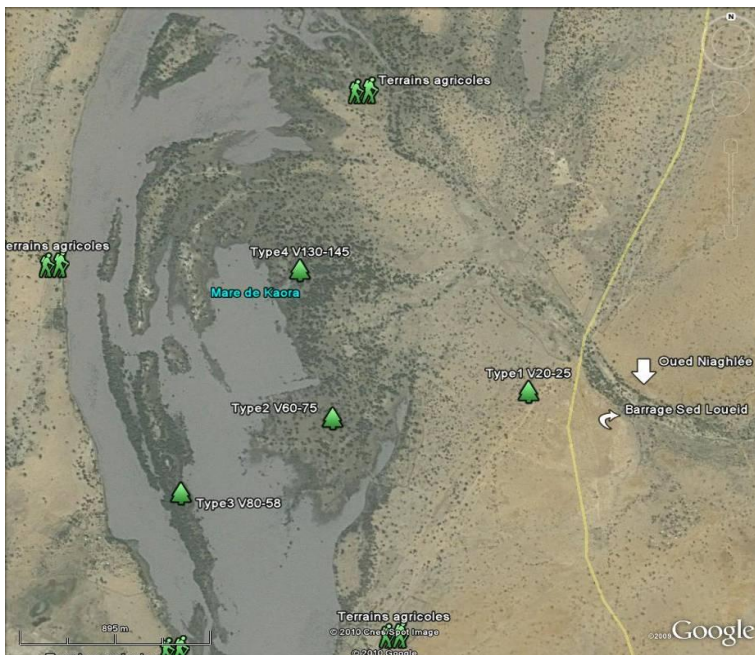 N
Terrains agricoles
Terrains agricoles
Type4 V130-145
Mare de Kaora
Oued Niaghlée
Type1 V20-25
Type2 V60-75
Barrage Sed Loueid
Type3 V80-58
Terrains agricoles
895 m
© 2010 Cnes/Spot Image
© 2010 Google
©2009 Google